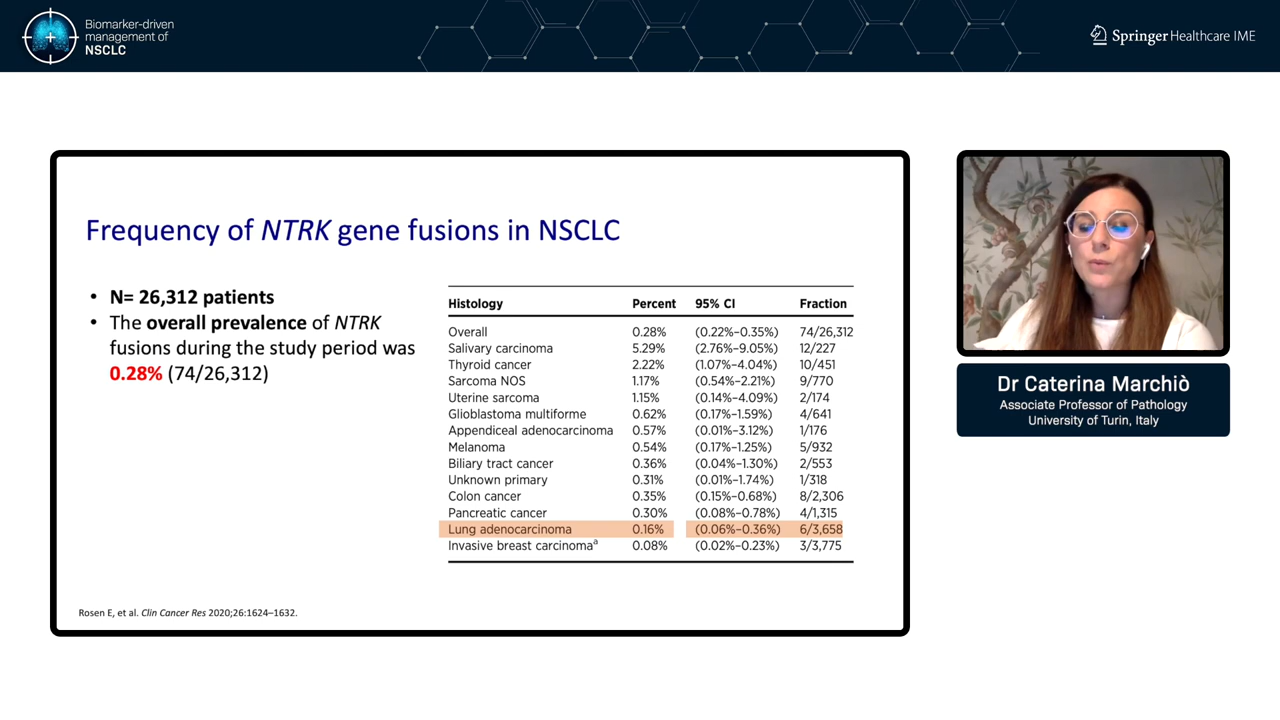 Biomarker-driven
management of
NSCLC
Springer Healthcare IME
Frequency of NTRK gene fusions in NSCLC
• N= 26,312 patients
• The overall prevalence of NTRK
fusions during the study period was
0.28% (74/26,312)
Histology Percent 95% CI Fraction
Overall 0.28% (0.22%–0.35%) 74/26,312
Salivary carcinoma 5.29% (2.76%–9.05%) 12/227
Thyroid cancer 2.22% (1.07%–4.04%) 10/451
Sarcoma NOS 1.17% (0.54%–2.21%) 9/770
Uterine sarcoma 1.15% (0.14%–4.09%) 2/174
Glioblastoma multiforme 0.62% (0.17%–1.59%) 4/641
Appendiceal adenocarcinoma 0.57% (0.01%–3.12%) 1/176
Melanoma 0.54% (0.17%–1.25%) 5/932
Biliary tract cancer 0.36% (0.04%–1.30%) 2/553
Unknown primary 0.31% (0.01%–1.74%) 1/318
Colon cancer 0.35% (0.15%–0.68%) 8/2,306
Pancreatic cancer 0.30% (0.08%–0.78%) 4/1,315
Lung adenocarcinoma 0.16% (0.06%–0.36%) 6/3,658
Invasive breast carcinomaᵃ 0.08% (0.02%–0.23%) 3/3,775
Rosen E, et al. Clin Cancer Res 2020;26:1624–1632.
Dr Caterina Marchiò
Associate Professor of Pathology
University of Turin, Italy